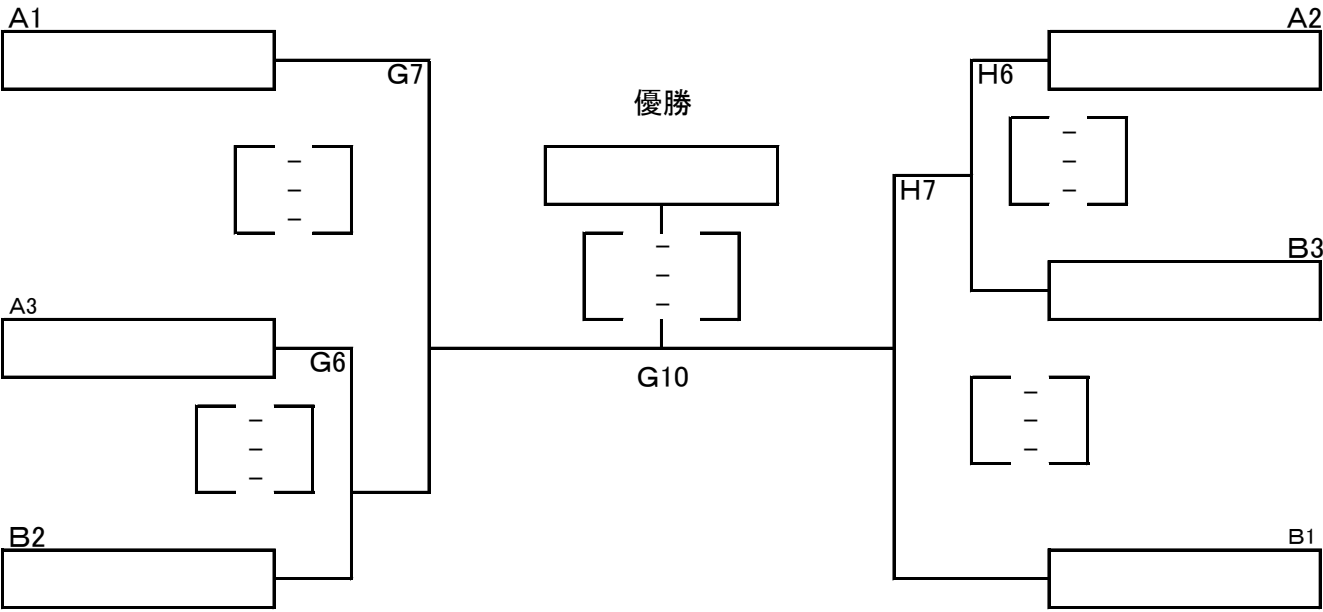 A1
A2
G7
H6
優勝
－
－
－
－
－
－
H7
－
－
－
B3
A3
G6
G10
－
－
－
－
－
－
B2
B1